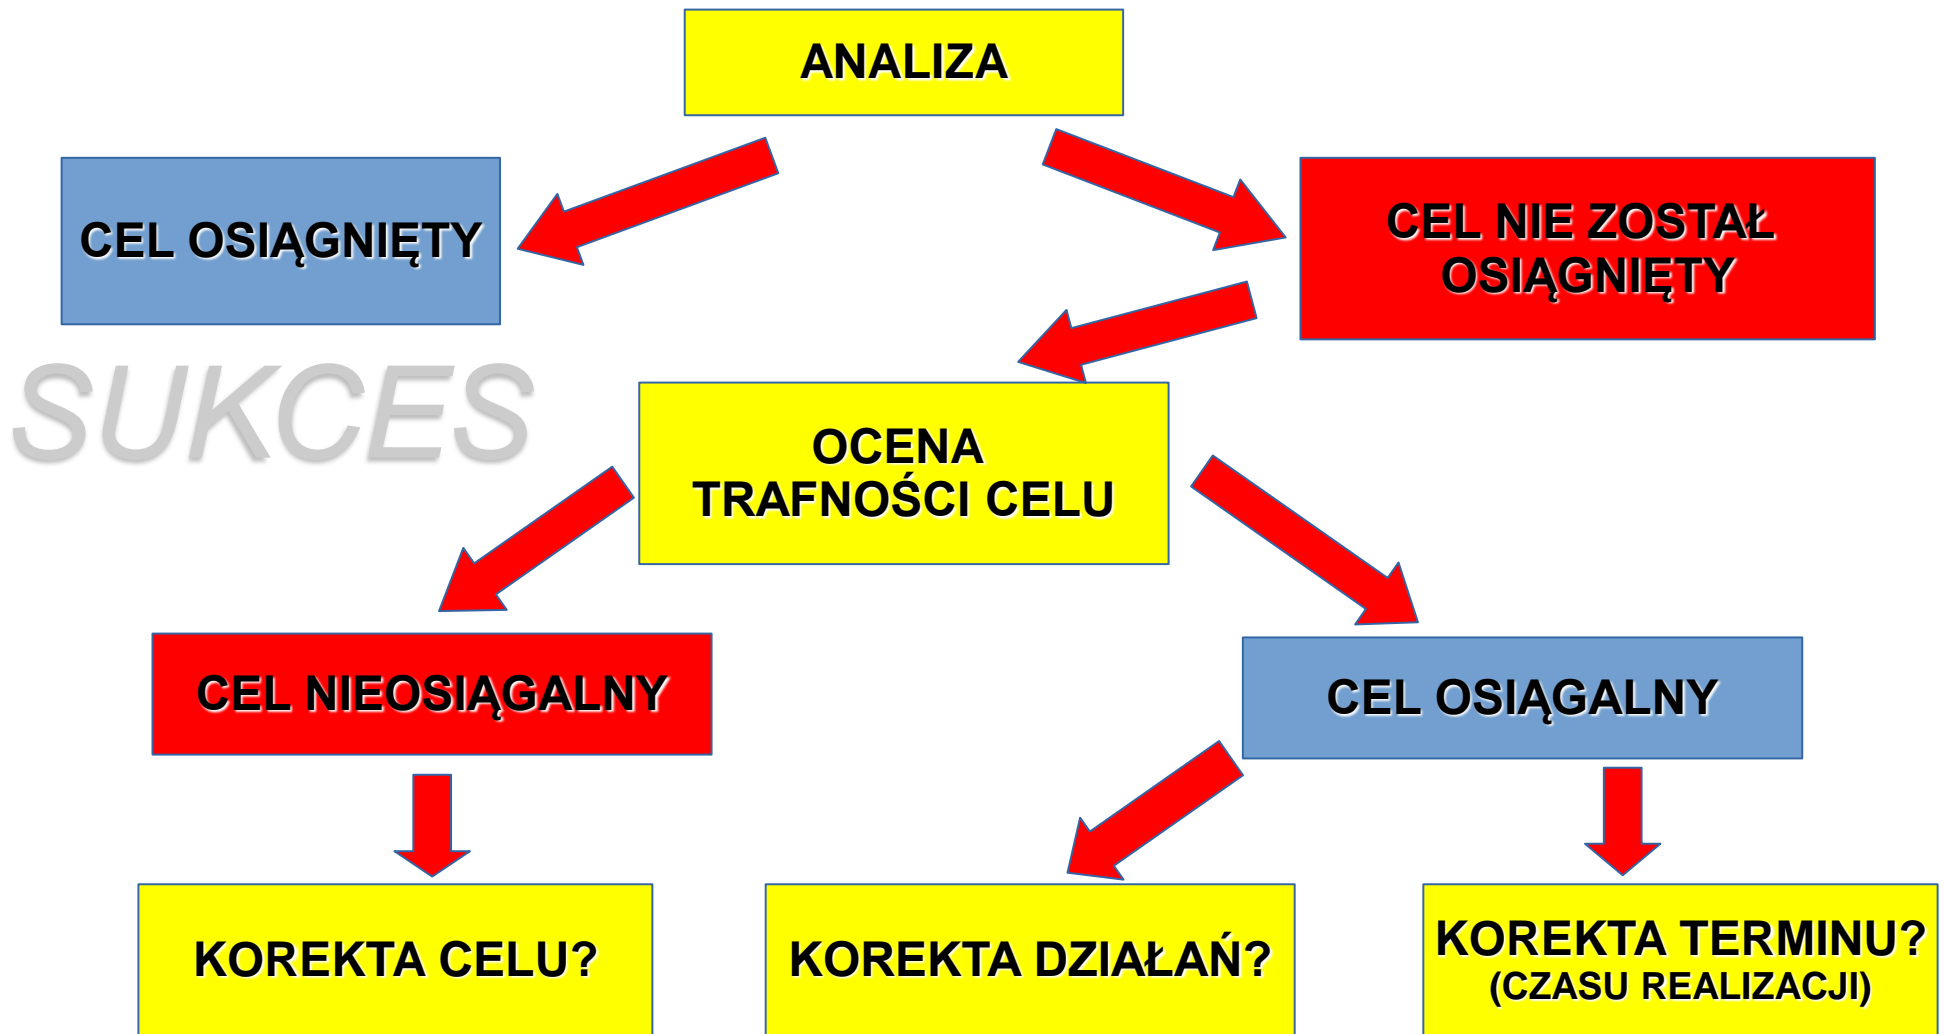 ANALIZA
CEL OSIĄGNIĘTY
CEL NIE ZOSTAŁ
OSIĄGNIĘTY
SUKCES
OCENA
TRAFNOŚCI CELU
CEL NIEOSIĄGALNY
CEL OSIĄGALNY
KOREKTA CELU?
KOREKTA DZIAŁAŃ?
KOREKTA TERMINU?
(CZASU REALIZACJI)